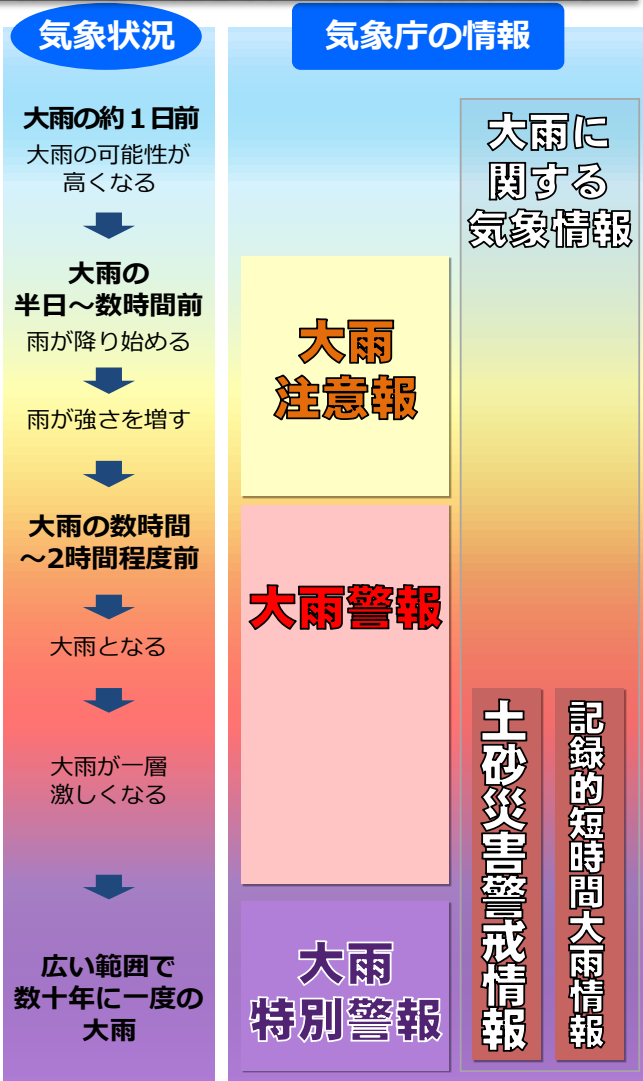 気象状況
気象庁の情報
大雨の約１日前
大雨の可能性が
高くなる
大雨の
半日～数時間前
雨が降り始める
雨が強さを増す
大雨の数時間
～2時間程度前
大雨となる
大雨が一層
激しくなる
広い範囲で
数十年に一度の
大雨
大雨
注意報
大雨警報
大雨
特別警報
大雨に
関する
気象情報
土砂災害警戒情報
記録的短時間大雨情報